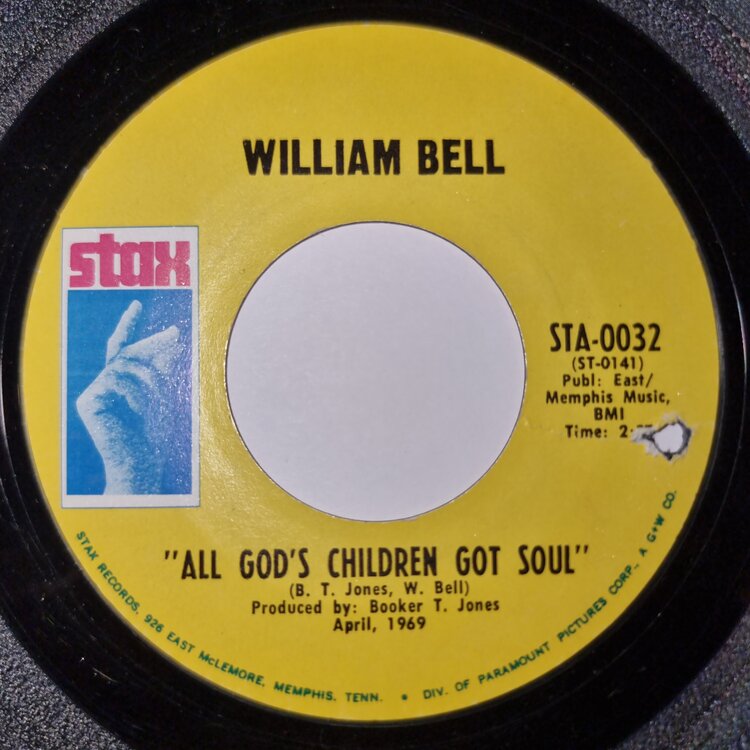 WILLIAM BELL
stax
STA-0032
(ST-0141)
Publ: East/
Memphis Music,
BMI
Time:
"ALL GOD'S CHILDREN GOT SOUL"
(B. T. Jones, W. Bell)
Produced by: Booker T. Jones
April, 1969
STAX RECORDS, 926 EAST McLEMORE, MEMPHIS, TENN. • DIV. OF PARAMOUNT PICTURES CORP., A G+W CO.